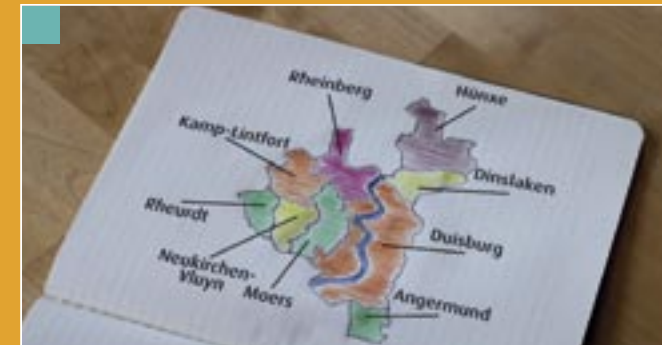 Rheinberg
Hünxe
Kamp-Lintfort
Dinslaken
Rheurdt
Duisburg
Neukirchen-
Vluyn
Moers
Angermund